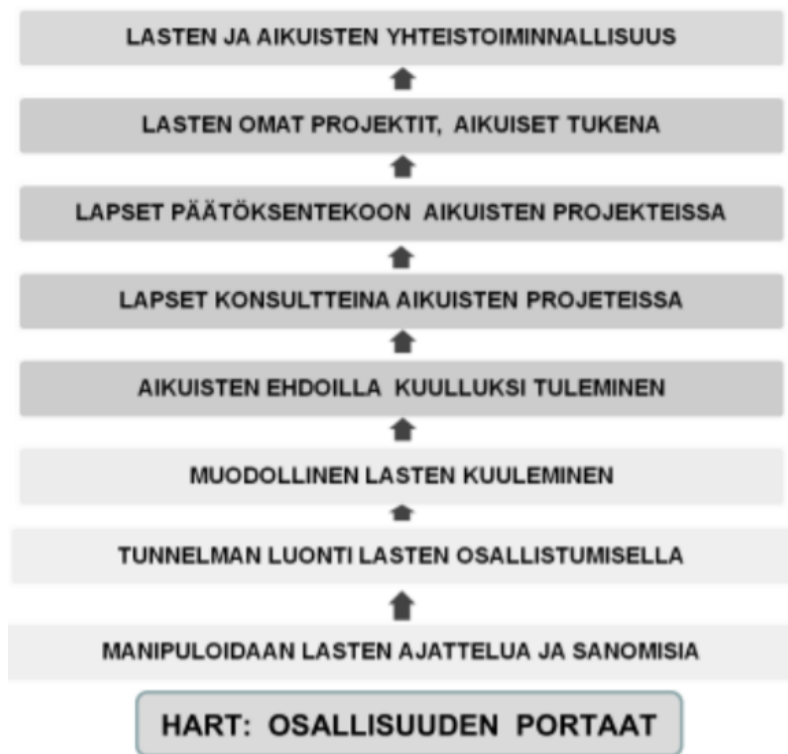 LASTEN JA AIKUISTEN YHTEISTOIMINNALLISUUS
LASTEN OMAT PROJEKTIT, AIKUISET TUKENA
LAPSET PÄÄTÖKSENTEKOON AIKUISTEN PROJEKTEISSA
LAPSET KONSULTTEINA AIKUISTEN PROJETEISSA
AIKUISTEN EHDOILLA KUULLUKSI TULEMINEN
MUODOLLINEN LASTEN KUULEMINEN
TUNNELMAN LUONTI LASTEN OSALLISTUMISELLA
MANIPULOIDAAN LASTEN AJATTELUA JA SANOMISIA
HART: OSALLISUUDEN PORTAAT